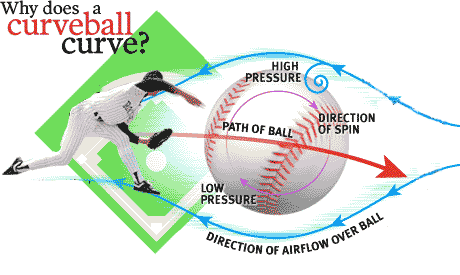 Why does a
curveball
curve?
HIGH
PRESSURE
PATH OF BALL
DIRECTION
OF SPIN
LOW
PRESSURE
DIRECTION OF AIRFLOW OVER BALL